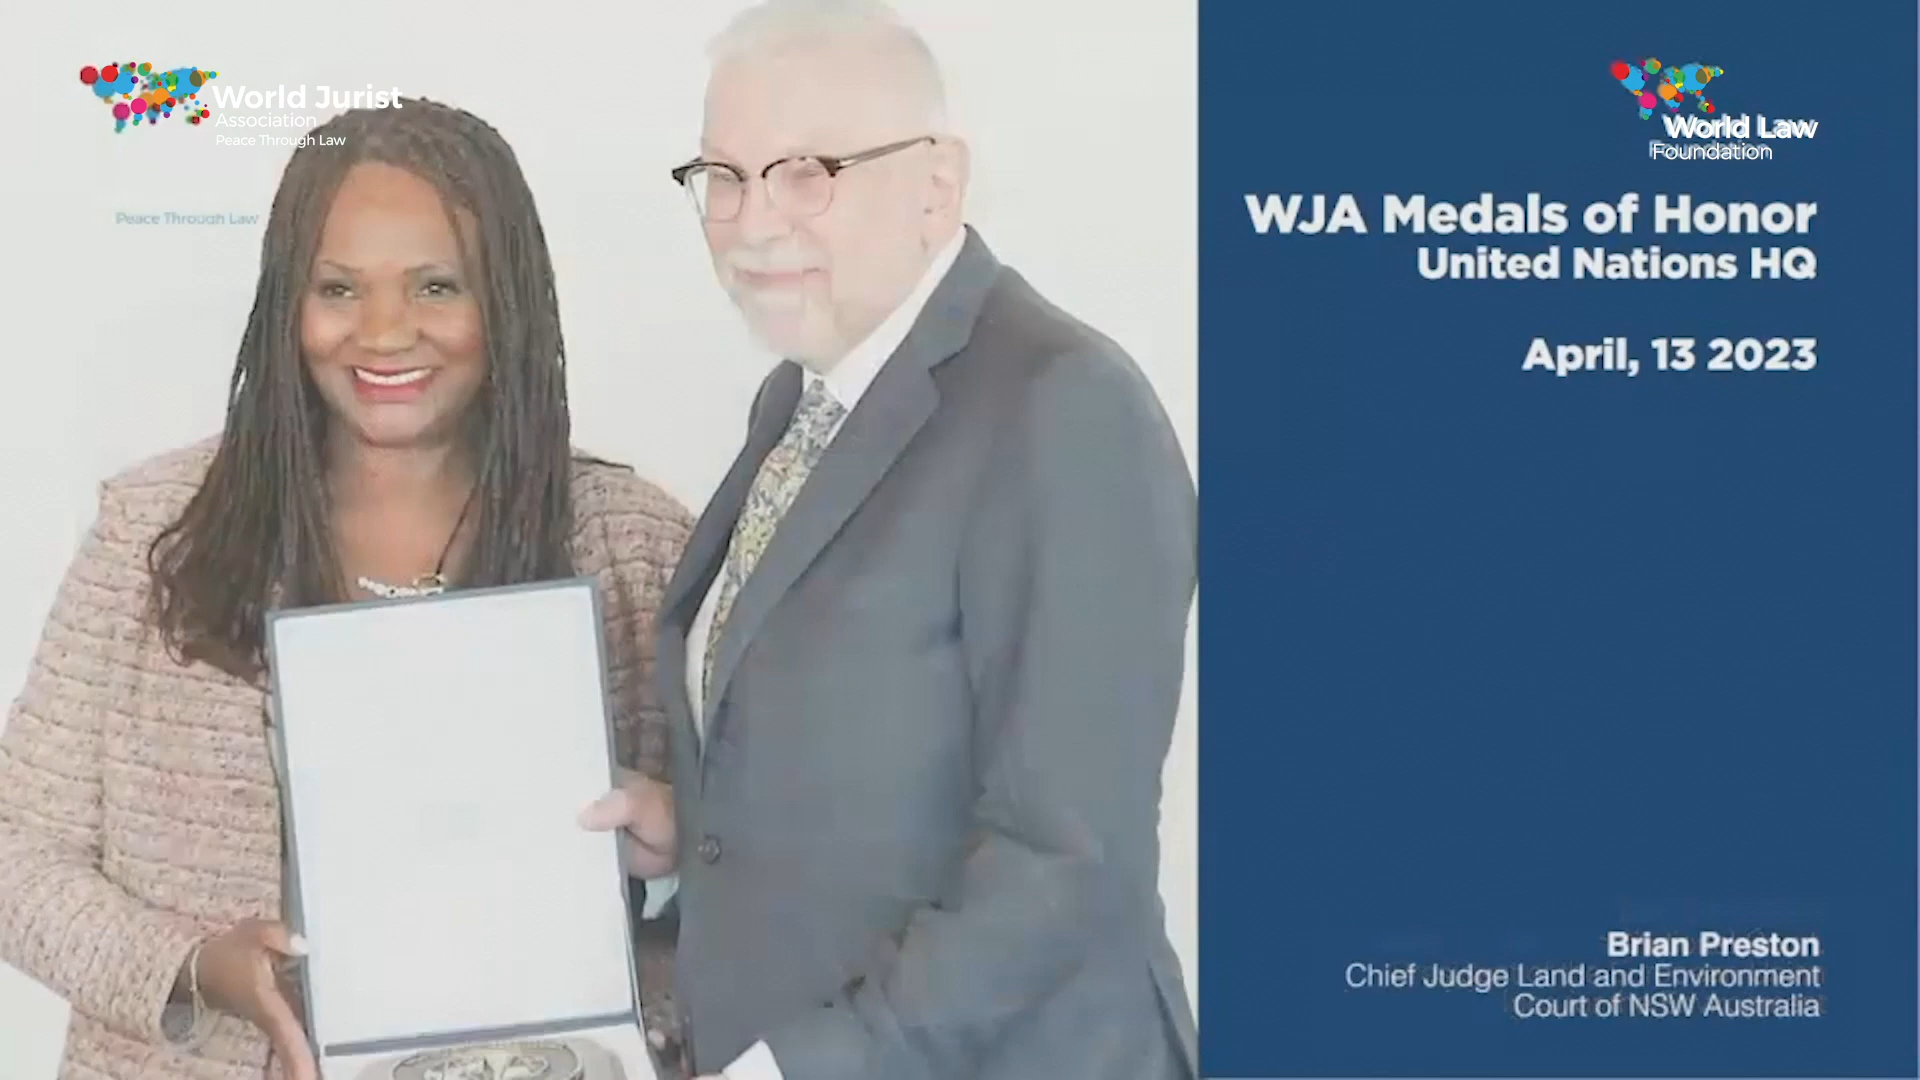 World Jurist
Association
Peace Through Law
Peace Through Law
World Law
Foundation
WJA Medals of Honor
United Nations HQ
April, 13 2023
Brian Preston
Chief Judge Land and Environment
Court of NSW Australia